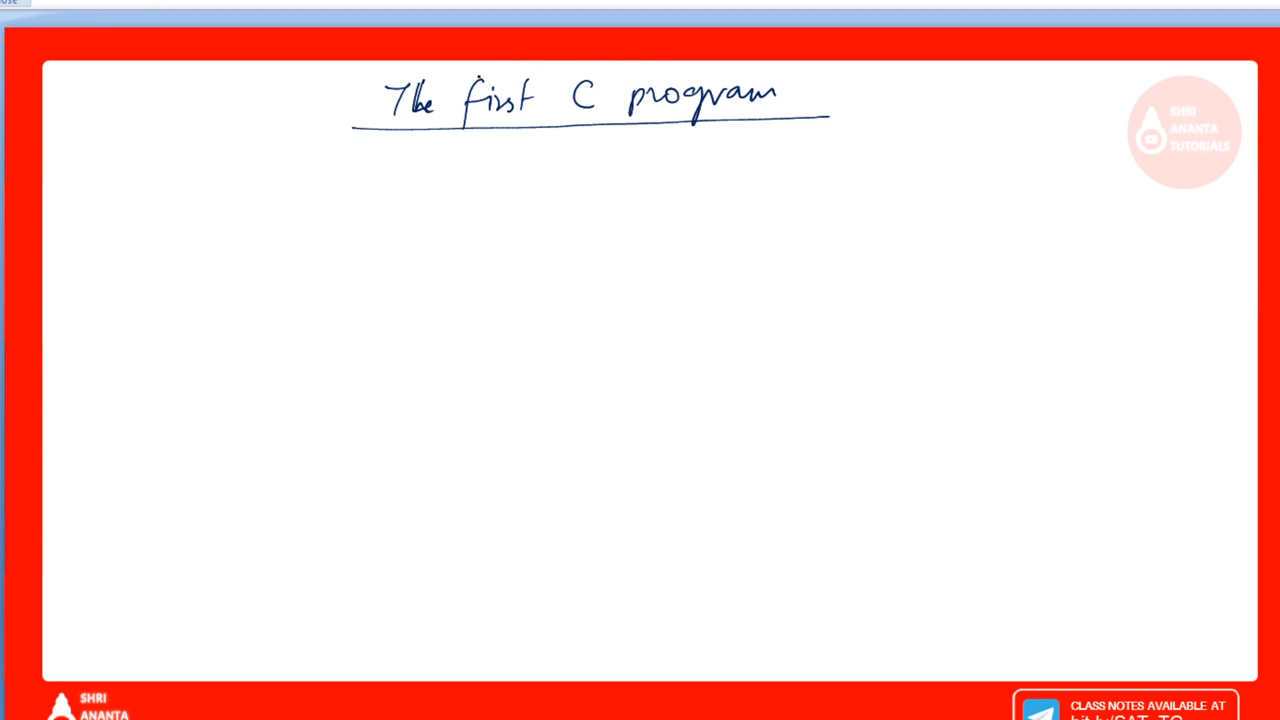 The first C program
SHRI
ANANTA
TUTORIALS
SHRI
ANANTA
CLASS NOTES AVAILABLE AT